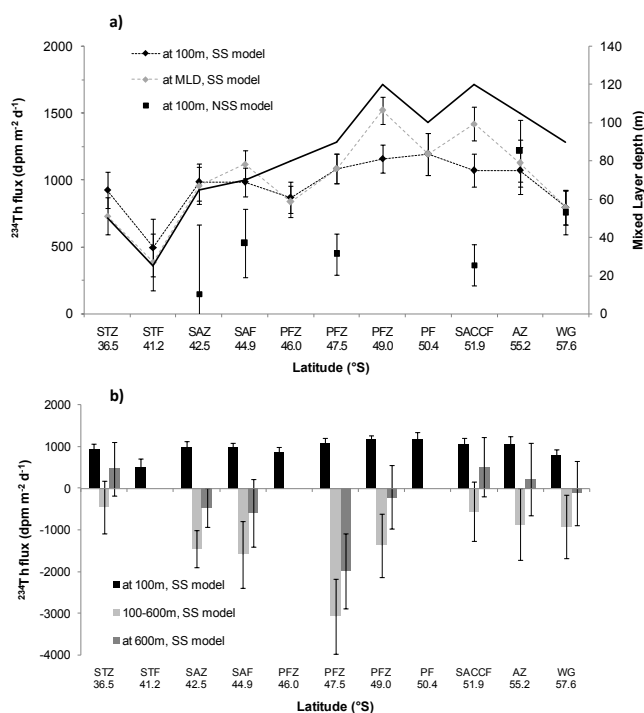 a)
2000
1500
1000
500
0
²³⁴Th flux (dpm m⁻² d⁻¹)
at 100m, SS model
at MLD, SS model
at 100m, NSS model
140
120
100
80
60
40
20
0
Mixed Layer depth (m)
STZ STF SAZ SAF PFZ PFZ PFZ PF SACCF AZ WG
36.5 41.2 42.5 44.9 46.0 47.5 49.0 50.4 51.9 55.2 57.6
Latitude (°S)
b)
2000
1000
0
-1000
-2000
-3000
-4000
²³⁴Th flux (dpm m⁻² d⁻¹)
at 100m, SS model
100-600m, SS model
at 600m, SS model
STZ STF SAZ SAF PFZ PFZ PFZ PF SACCF AZ WG
36.5 41.2 42.5 44.9 46.0 47.5 49.0 50.4 51.9 55.2 57.6
Latitude (°S)